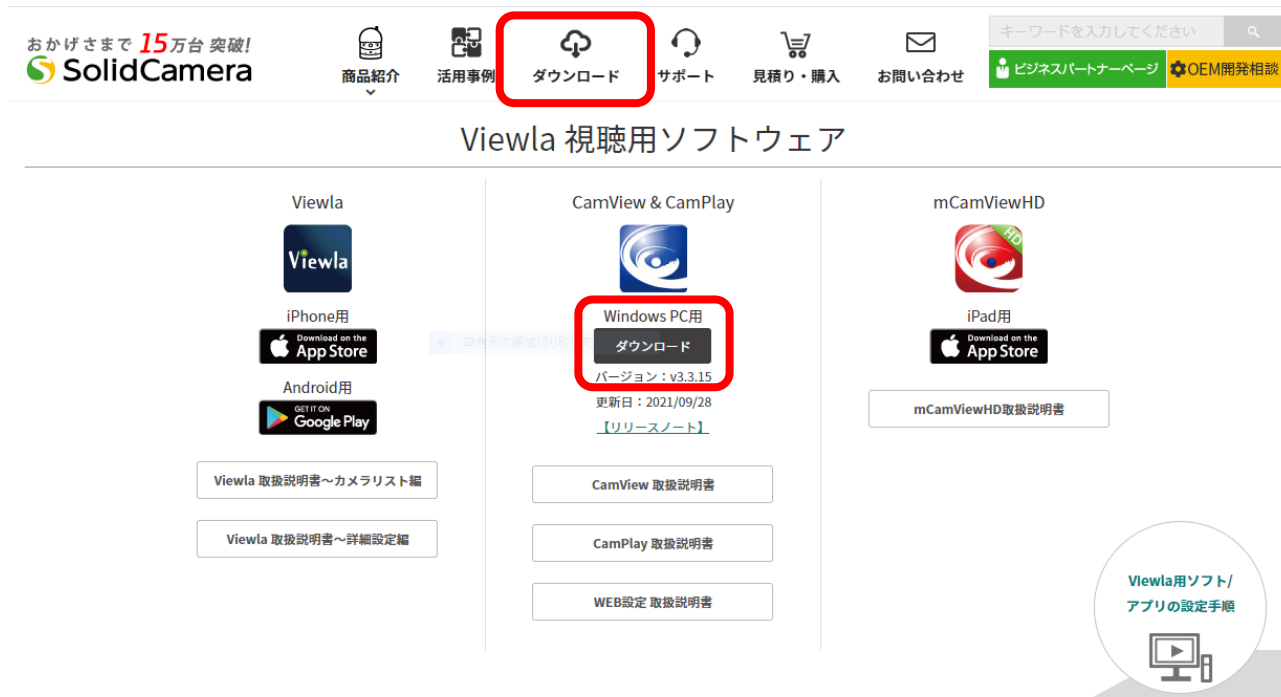 おかげさまで 15万台 突破!
SolidCamera
商品紹介
活用事例
ダウンロード
サポート
見積り・購入
お問い合わせ
キーワードを入力してください
ビジネスパートナーページ
OEM開発相談
Viewla 視聴用ソフトウェア
Viewla
Viewla
iPhone用
Download on the
App Store
Android用
GET IT ON
Google Play
Viewla 取扱説明書～カメラリスト編
Viewla 取扱説明書～詳細設定編
CamView & CamPlay
Windows PC用
ダウンロード
バージョン：v3.3.15
更新日：2021/09/28
【リリースノート】
CamView 取扱説明書
CamPlay 取扱説明書
WEB設定 取扱説明書
mCamViewHD
HD
iPad用
Download on the
App Store
mCamViewHD取扱説明書
VIewla用ソフト/
アプリの設定手順
四角形の領域切り取